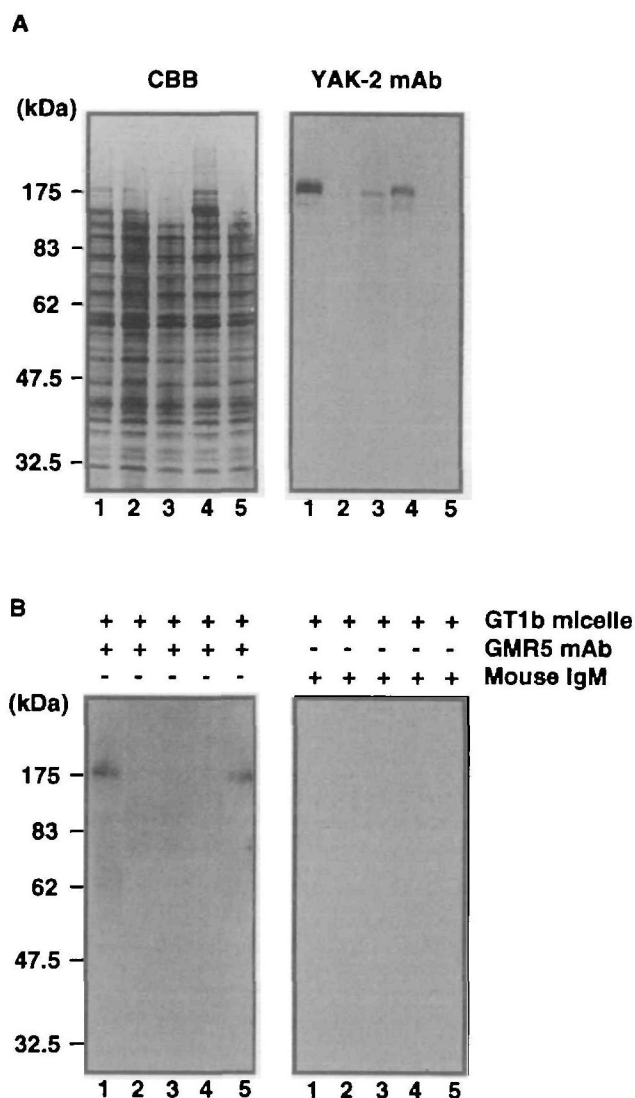 A
CBB YAK-2 mAb
(kDa)
175
83
62
47.5
32.5
1 2 3 4 5 1 2 3 4 5
B
+ + + + + + + + + + GT1b micelle
+ + + + + - - - - - GMR5 mAb
- - - - - + + + + + Mouse IgM
(kDa)
175
83
62
47.5
32.5
1 2 3 4 5 1 2 3 4 5